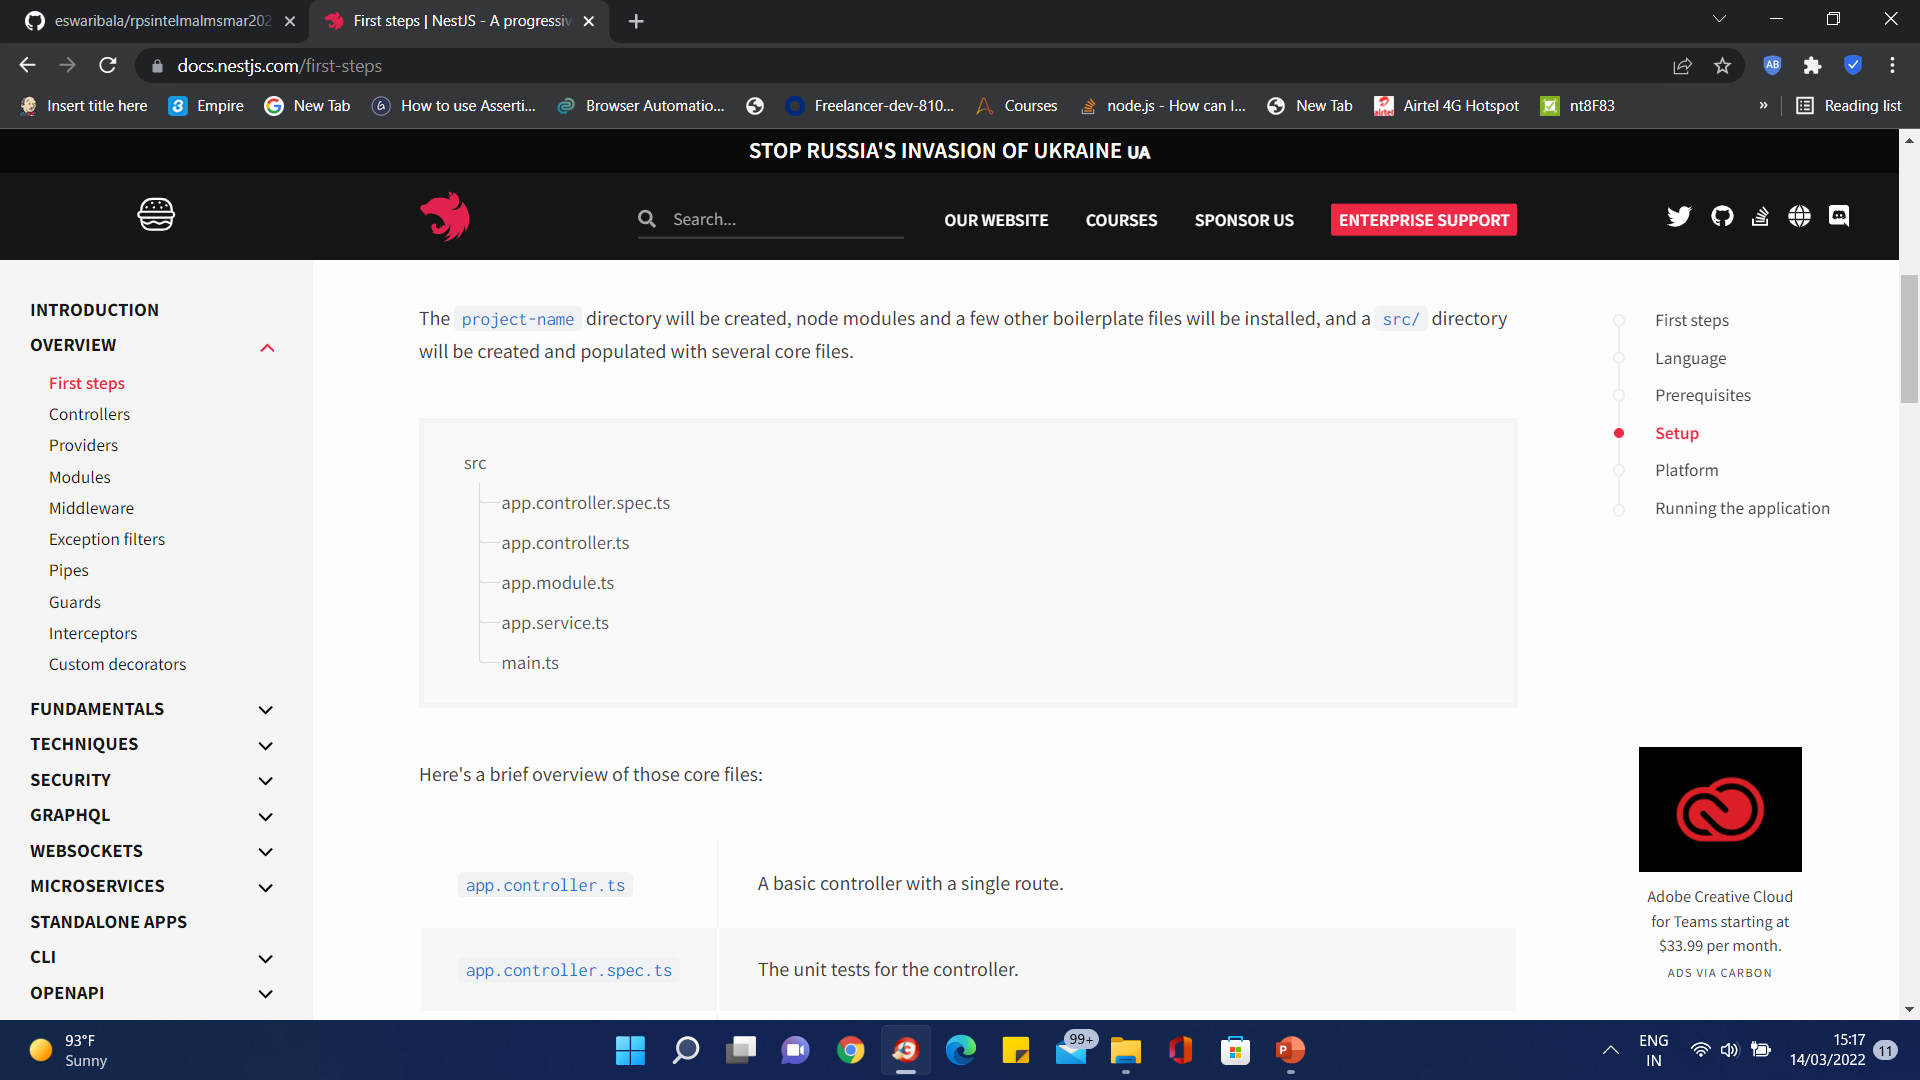 eswaribala/rpsintelmalmsmar202
First steps | NestJS - A progressiv
docs.nestjs.com/first-steps
AB
Insert title here
Empire
New Tab
How to use Asserti...
Browser Automatio...
Freelancer-dev-810...
Courses
node.js - How can I...
New Tab
Airtel 4G Hotspot
nt8F83
»
Reading list
STOP RUSSIA'S INVASION OF UKRAINE UA
Search...
OUR WEBSITE
COURSES
SPONSOR US
ENTERPRISE SUPPORT
INTRODUCTION
OVERVIEW
First steps
Controllers
Providers
Modules
Middleware
Exception filters
Pipes
Guards
Interceptors
Custom decorators
FUNDAMENTALS
TECHNIQUES
SECURITY
GRAPHQL
WEBSOCKETS
MICROSERVICES
STANDALONE APPS
CLI
OPENAPI
The project-name directory will be created, node modules and a few other boilerplate files will be installed, and a src/ directory
will be created and populated with several core files.
src
app.controller.spec.ts
app.controller.ts
app.module.ts
app.service.ts
main.ts
Here's a brief overview of those core files:
app.controller.ts
A basic controller with a single route.
app.controller.spec.ts
The unit tests for the controller.
First steps
Language
Prerequisites
Setup
Platform
Running the application
Adobe Creative Cloud
for Teams starting at
$33.99 per month.
ADS VIA CARBON
93°F
Sunny
99+
ENG
IN
15:17
14/03/2022
11